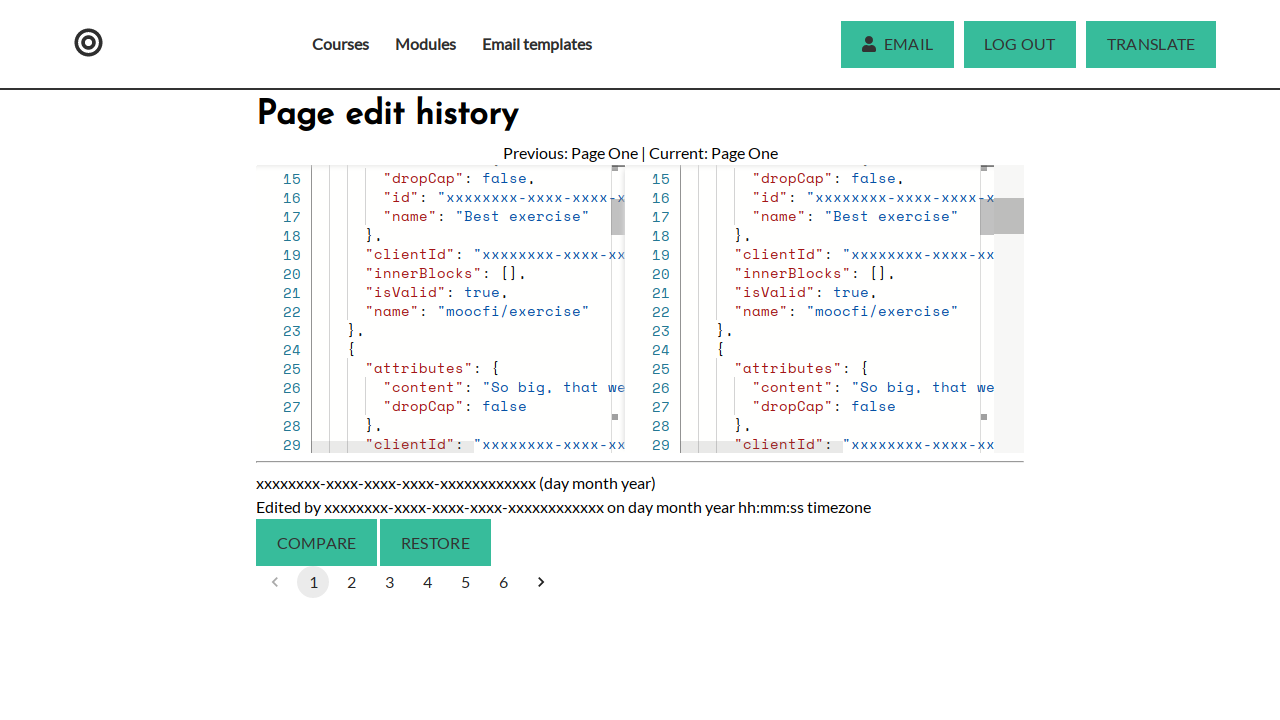 Courses Modules Email templates EMAIL LOG OUT TRANSLATE
Page edit history
Previous: Page One | Current: Page One
15 "dropCap": false,
16 "id": "xxxxxxxx-xxxx-xxxx-x
17 "name": "Best exercise"
18 },
19 "clientId": "xxxxxxxx-xxxx-xx
20 "innerBlocks": [],
21 "isValid": true,
22 "name": "moocfi/exercise"
23 },
24 {
25 "attributes": {
26 "content": "So big, that we
27 "dropCap": false
28 },
29 "clientId": "xxxxxxxx-xxxx-xx
15 "dropCap": false,
16 "id": "xxxxxxxx-xxxx-xxxx-x
17 "name": "Best exercise"
18 },
19 "clientId": "xxxxxxxx-xxxx-xx
20 "innerBlocks": [],
21 "isValid": true,
22 "name": "moocfi/exercise"
23 },
24 {
25 "attributes": {
26 "content": "So big, that we
27 "dropCap": false
28 },
29 "clientId": "xxxxxxxx-xxxx-xx
xxxxxxxx-xxxx-xxxx-xxxx-xxxxxxxxxxxx (day month year)
Edited by xxxxxxxx-xxxx-xxxx-xxxx-xxxxxxxxxxxx on day month year hh:mm:ss timezone
COMPARE RESTORE
1 2 3 4 5 6